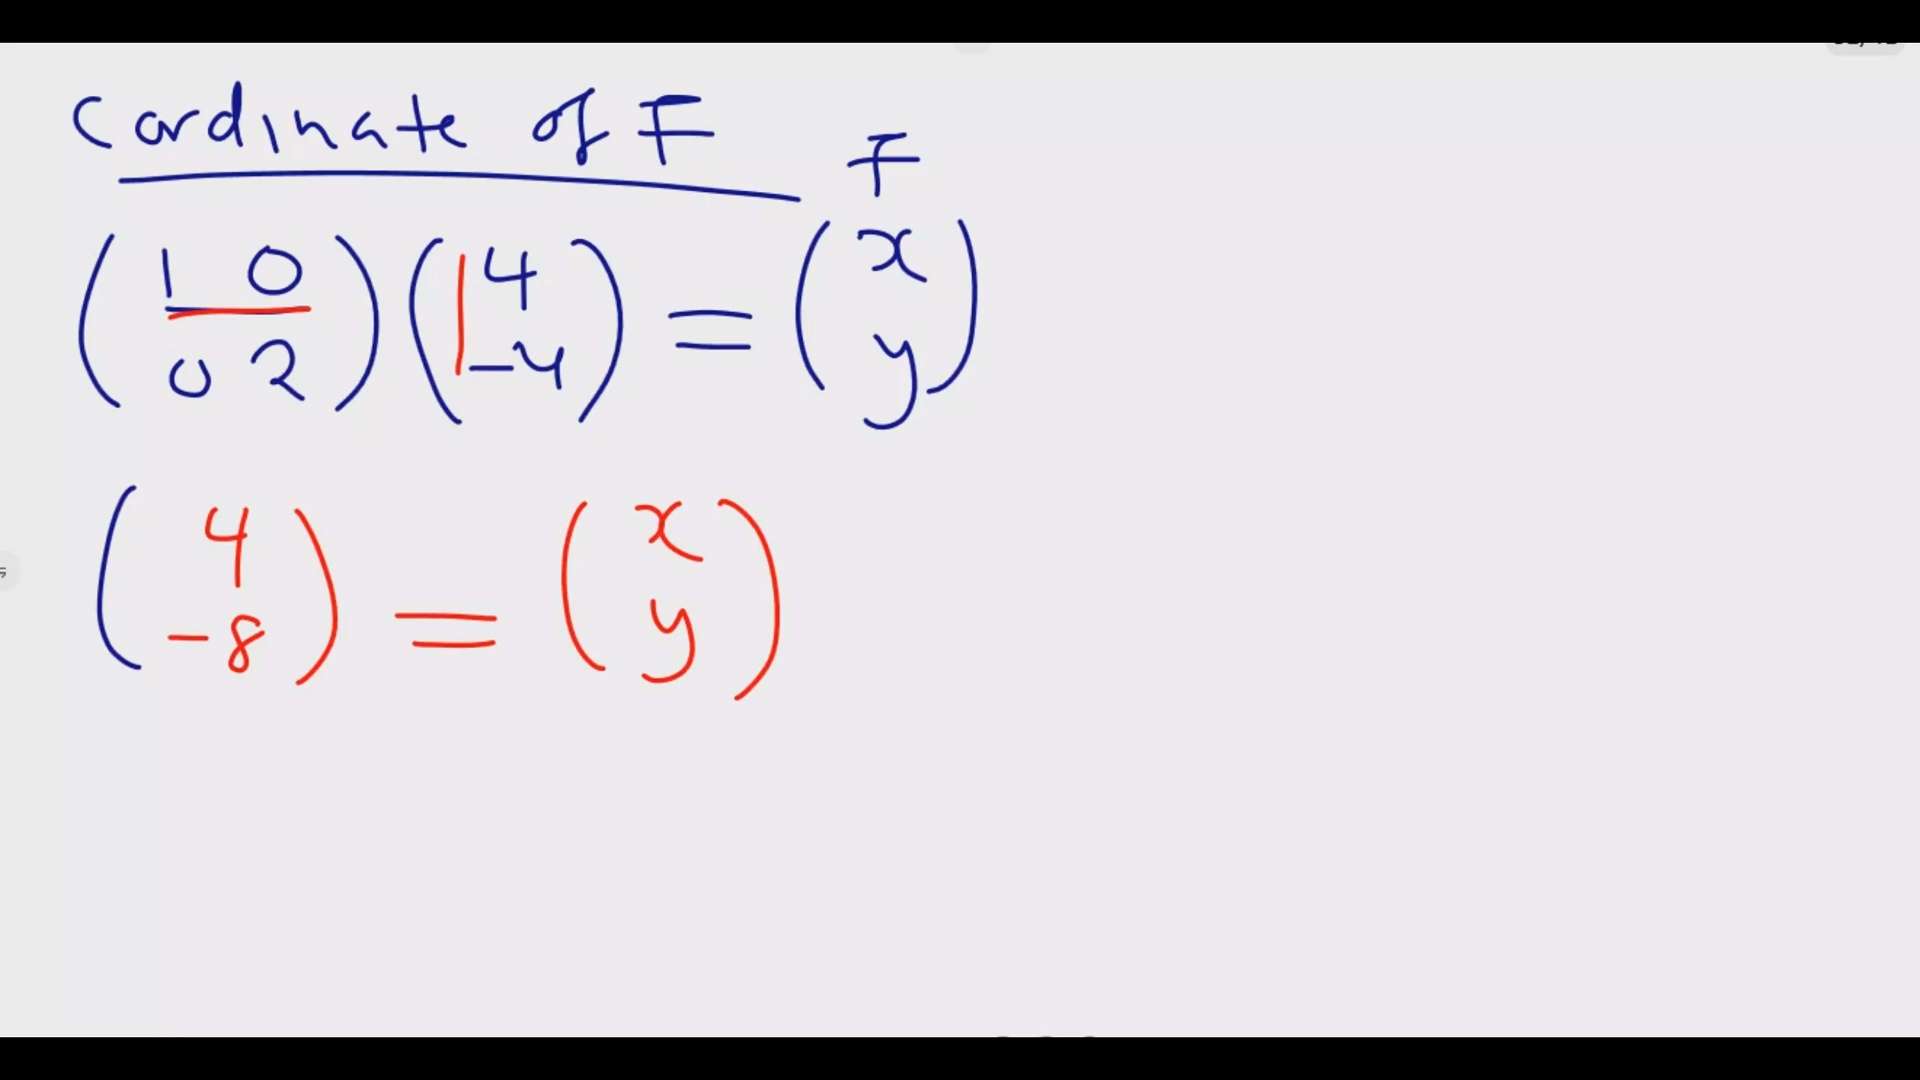 Cordinate of F
F
(1 0) (4) = (x)
(0 2) (-4) (y)
(4) = (x)
(-8) (y)